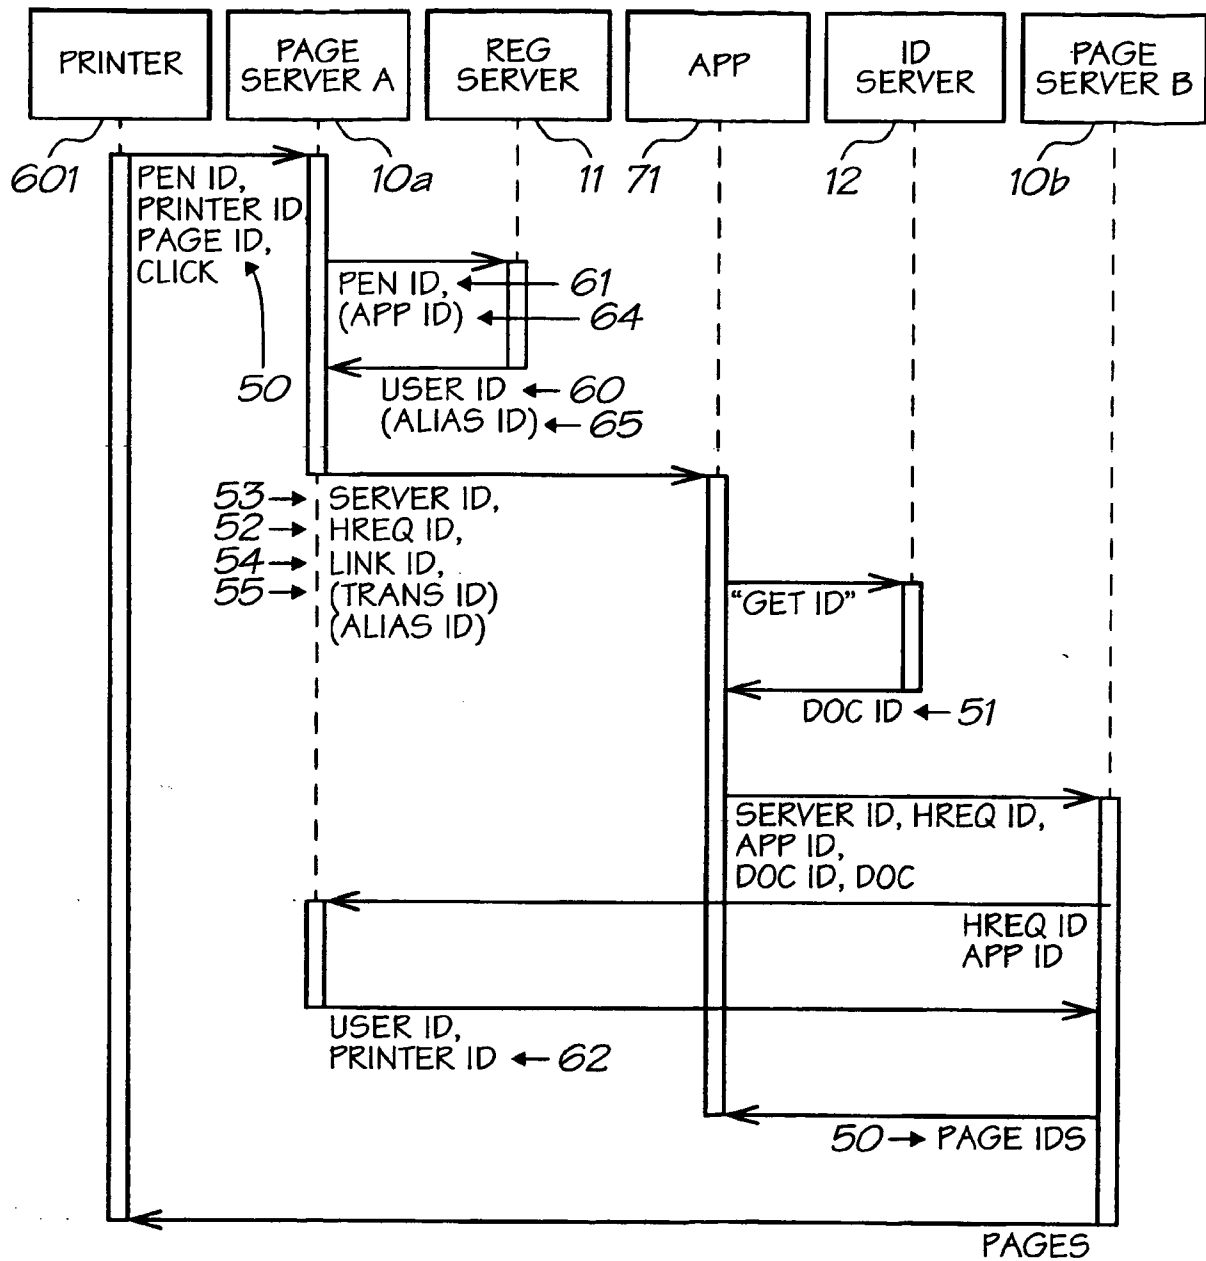 PRINTER
PAGE
SERVER A
REG
SERVER
APP
ID
SERVER
PAGE
SERVER B
601
10a
11
71
12
10b
PEN ID,
PRINTER ID,
PAGE ID,
CLICK
50
PEN ID, 61
(APP ID) 64
USER ID 60
(ALIAS ID) 65
53 SERVER ID,
52 HREQ ID,
54 LINK ID,
55 (TRANS ID)
(ALIAS ID)
"GET ID"
DOC ID 51
SERVER ID, HREQ ID,
APP ID,
DOC ID, DOC
HREQ ID
APP ID
USER ID,
PRINTER ID 62
50 PAGE IDS
PAGES